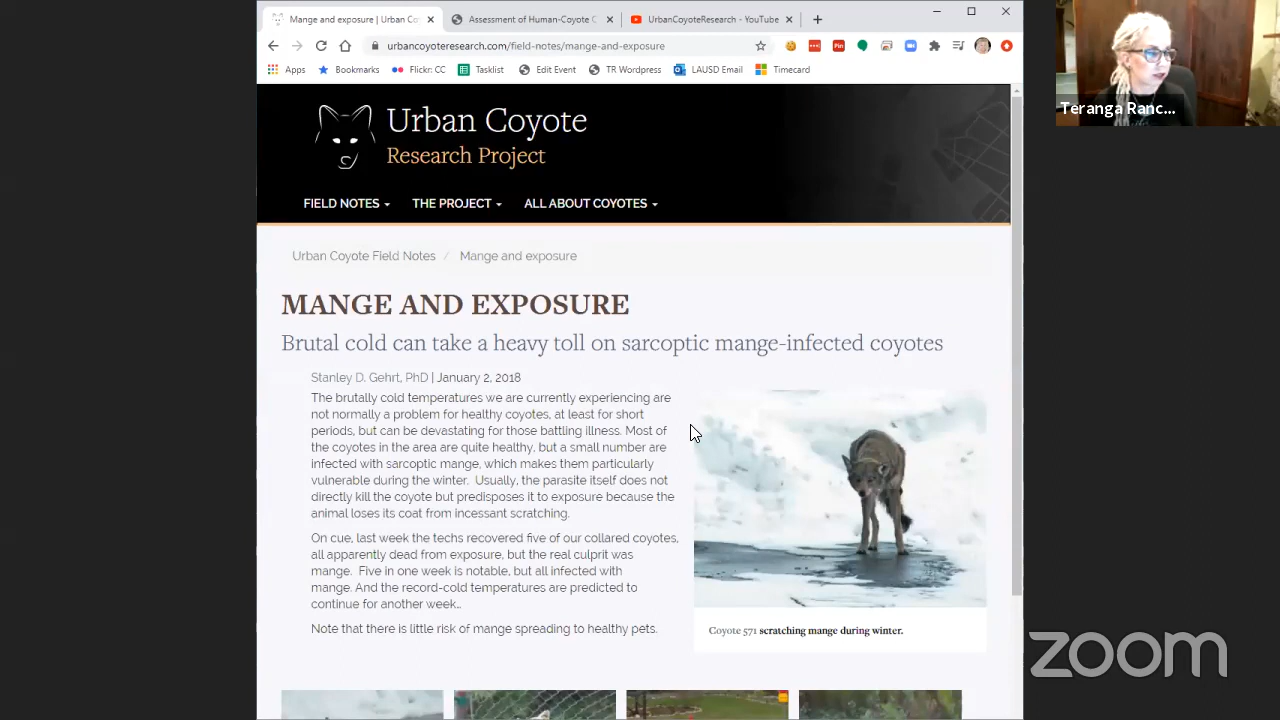 Mange and exposure | Urban Co
Assessment of Human-Coyote C
UrbanCoyoteResearch - YouTube
urbancoyoteresearch.com/field-notes/mange-and-exposure
Apps
Bookmarks
Flickr: CC
Tasklist
Edit Event
TR Wordpress
LAUSD Email
Timecard
Teranga Ranc...
Urban Coyote
Research Project
FIELD NOTES
THE PROJECT
ALL ABOUT COYOTES
Urban Coyote Field Notes / Mange and exposure
MANGE AND EXPOSURE
Brutal cold can take a heavy toll on sarcoptic mange-infected coyotes
Stanley D. Gehrt, PhD | January 2, 2018
The brutally cold temperatures we are currently experiencing are
not normally a problem for healthy coyotes, at least for short
periods, but can be devastating for those battling illness. Most of
the coyotes in the area are quite healthy, but a small number are
infected with sarcoptic mange, which makes them particularly
vulnerable during the winter. Usually, the parasite itself does not
directly kill the coyote but predisposes it to exposure because the
animal loses its coat from incessant scratching.
On cue, last week the techs recovered five of our collared coyotes,
all apparently dead from exposure, but the real culprit was
mange. Five in one week is notable, but all infected with
mange. And the record-cold temperatures are predicted to
continue for another week...
Note that there is little risk of mange spreading to healthy pets.
Coyote 571 scratching mange during winter.
zoom